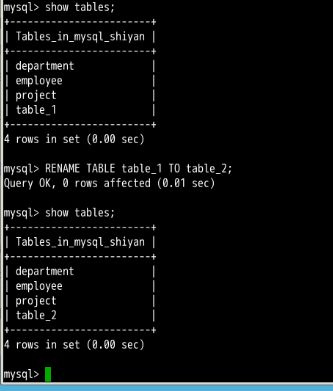 mysql> show tables;
+------------------------+
| Tables_in_mysql_shiyan |
+------------------------+
| department             |
| employee               |
| project                |
| table_1                |
+------------------------+
4 rows in set (0.00 sec)
mysql> RENAME TABLE table_1 TO table_2;
Query OK, 0 rows affected (0.01 sec)
mysql> show tables;
+------------------------+
| Tables_in_mysql_shiyan |
+------------------------+
| department             |
| employee               |
| project                |
| table_2                |
+------------------------+
4 rows in set (0.00 sec)
mysql>